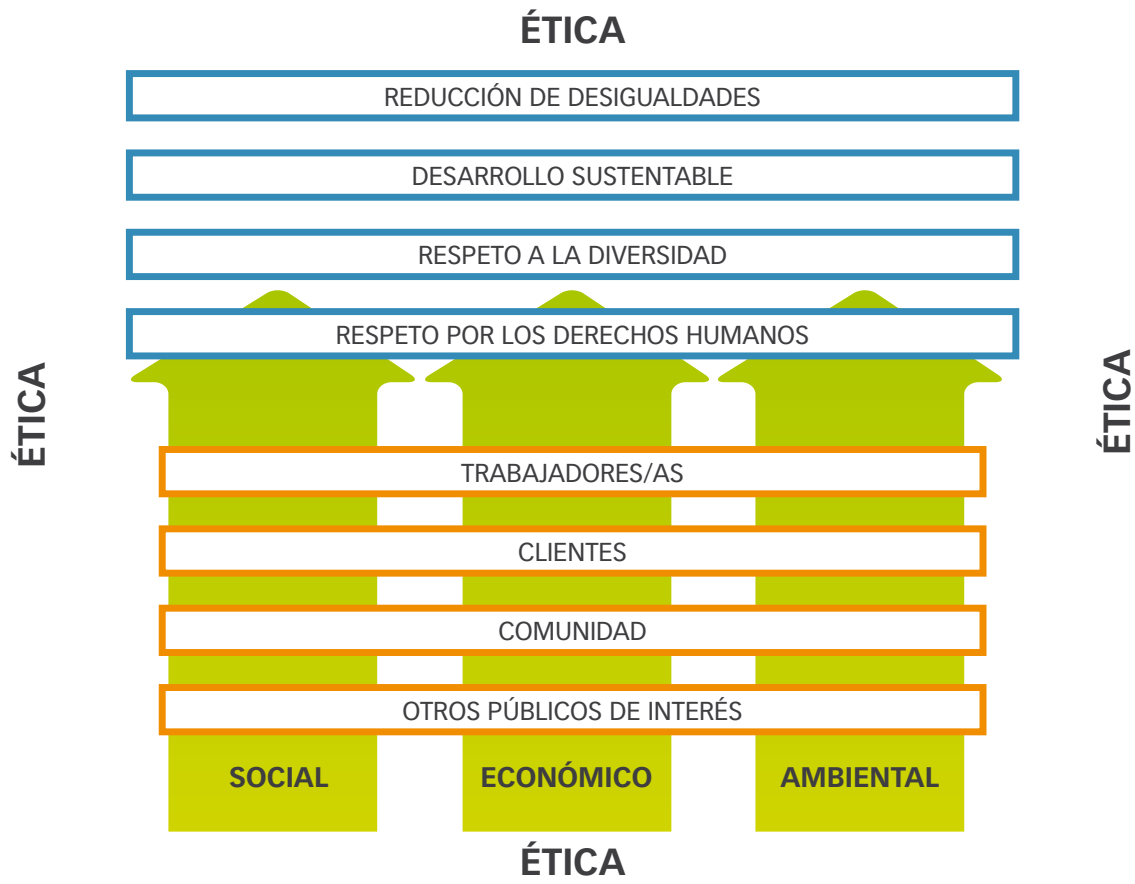 ÉTICA
REDUCCIÓN DE DESIGUALDADES
DESARROLLO SUSTENTABLE
RESPETO A LA DIVERSIDAD
RESPETO POR LOS DERECHOS HUMANOS
ÉTICA
ÉTICA
TRABAJADORES/AS
CLIENTES
COMUNIDAD
OTROS PÚBLICOS DE INTERÉS
SOCIAL
ECONÓMICO
AMBIENTAL
ÉTICA